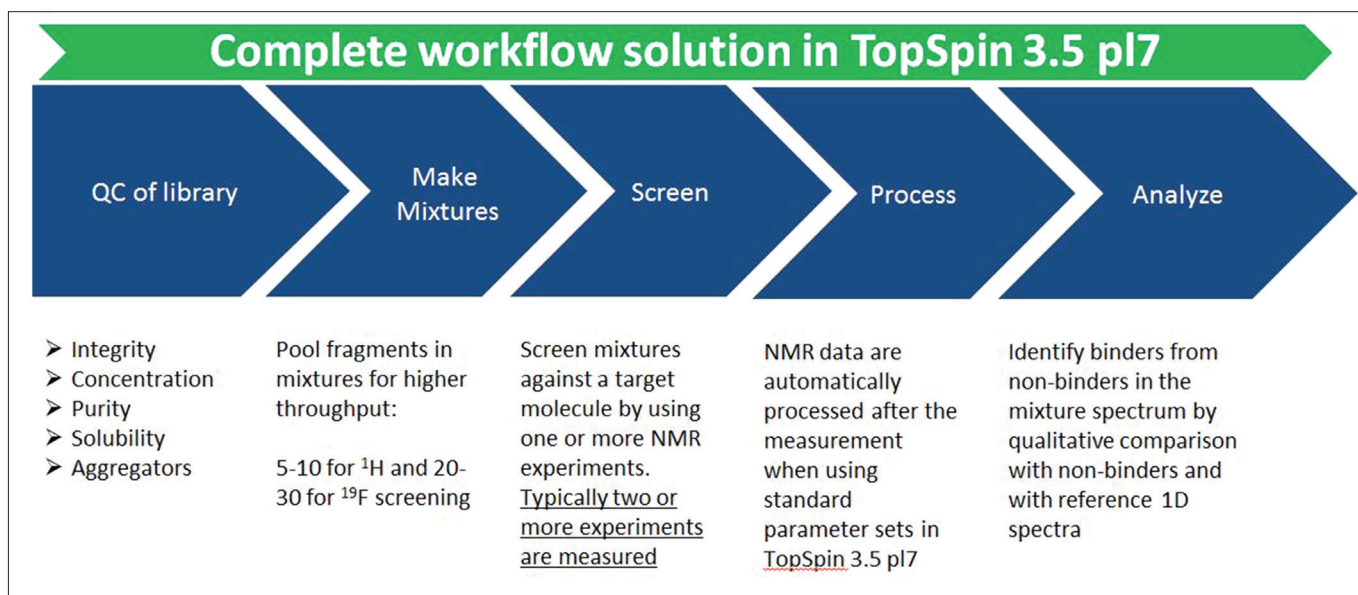 Complete workflow solution in TopSpin 3.5 pl7
QC of library
Make
Mixtures
Screen
Process
Analyze
➤ Integrity
➤ Concentration
➤ Purity
➤ Solubility
➤ Aggregators
Pool fragments in
mixtures for higher
throughput:
5-10 for ¹H and 20-
30 for ¹⁹F screening
Screen mixtures
against a target
molecule by using
one or more NMR
experiments.
Typically two or
more experiments
are measured
NMR data are
automatically
processed after the
measurement
when using
standard
parameter sets in
TopSpin 3.5 pl7
Identify binders from
non-binders in the
mixture spectrum by
qualitative comparison
with non-binders and
with reference 1D
spectra